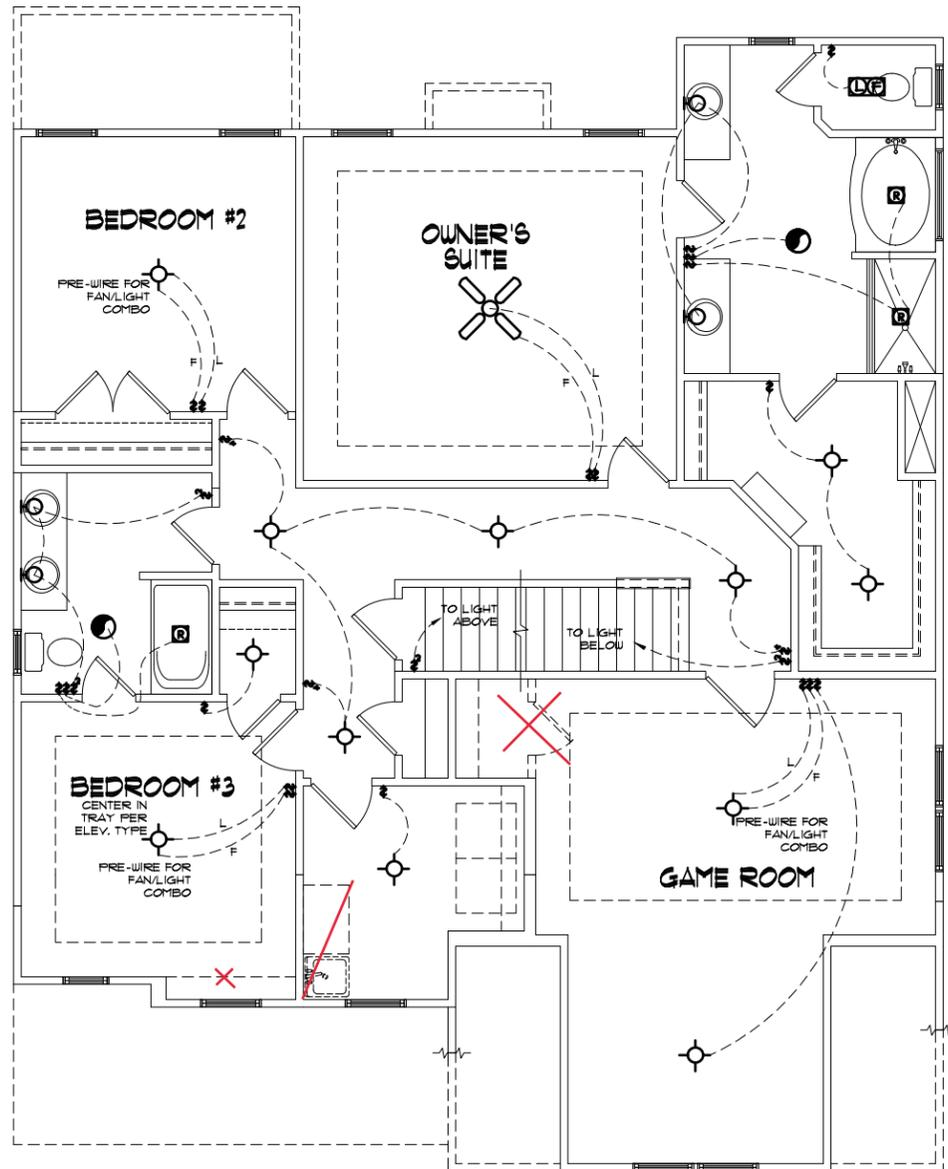 L F
R
BEDROOM #2
OWNER'S
SUITE
PRE-WIRE FOR
FAN/LIGHT
COMBO
R
F L
L
F
TO LIGHT
ABOVE
TO LIGHT
BELOW
R
L
F
BEDROOM #3
CENTER IN
TRAY PER
ELEV. TYPE
L
F
PRE-WIRE FOR
FAN/LIGHT
COMBO
PRE-WIRE FOR
FAN/LIGHT
COMBO
GAME ROOM